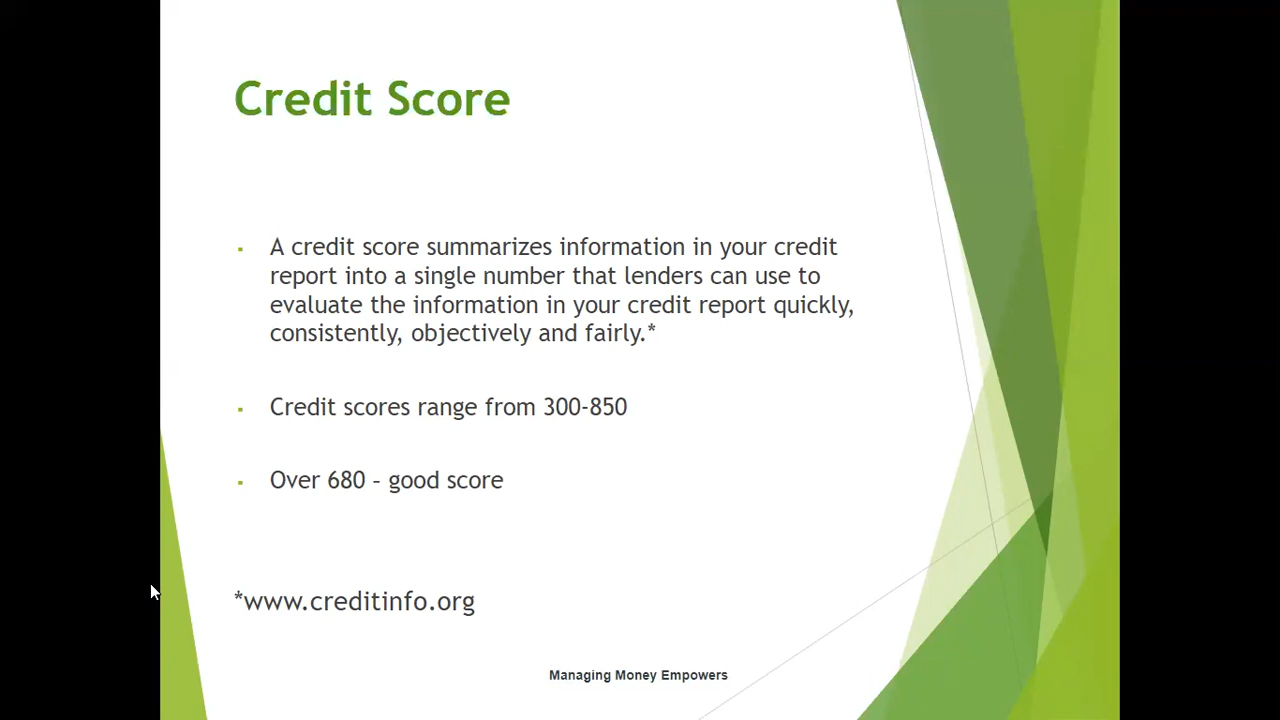 Credit Score
▪ A credit score summarizes information in your credit
report into a single number that lenders can use to
evaluate the information in your credit report quickly,
consistently, objectively and fairly.*
▪ Credit scores range from 300-850
▪ Over 680 – good score
*www.creditinfo.org
Managing Money Empowers